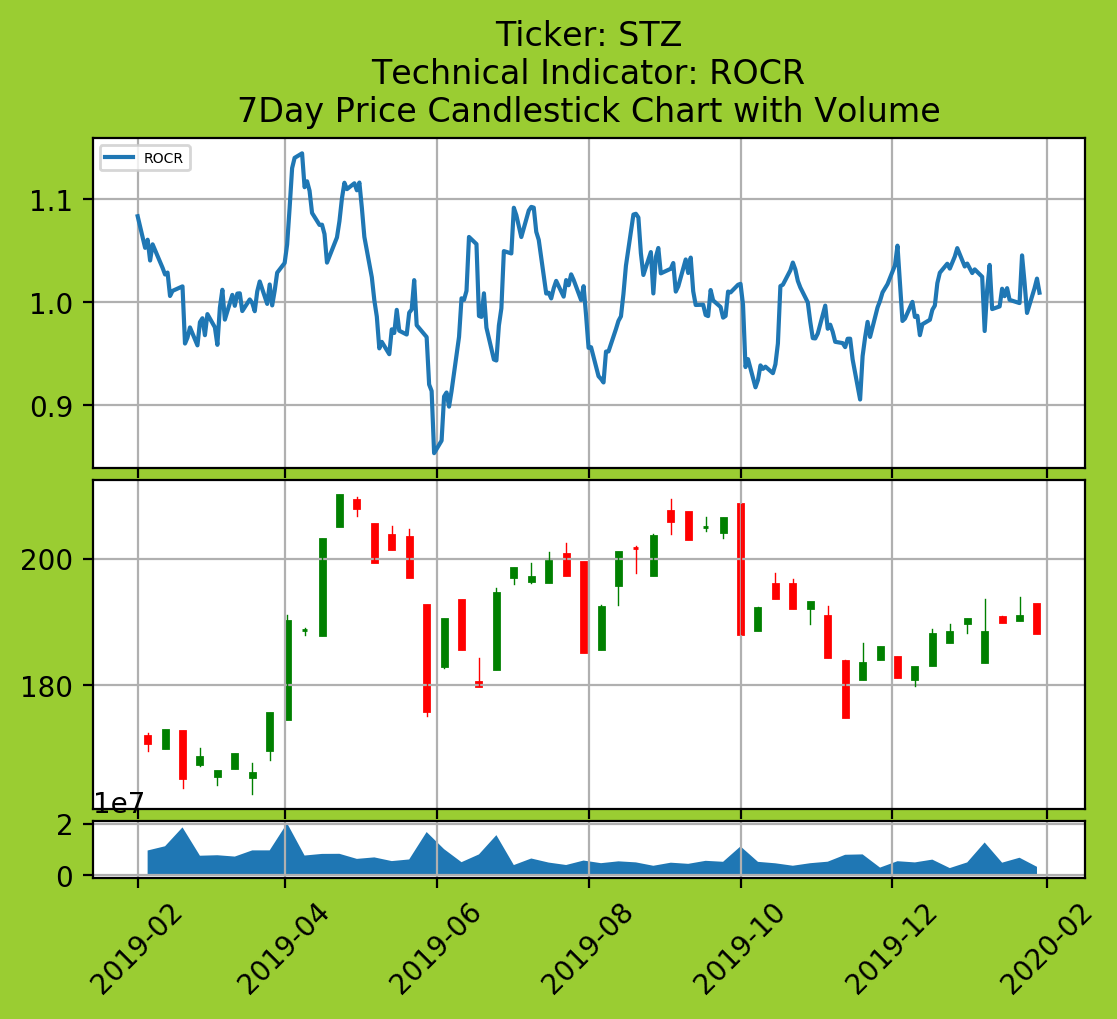 Ticker: STZ
Technical Indicator: ROCR
7Day Price Candlestick Chart with Volume
ROCR
1.1
1.0
0.9
200
180
1e7
2
0
2019-02
2019-04
2019-06
2019-08
2019-10
2019-12
2020-02